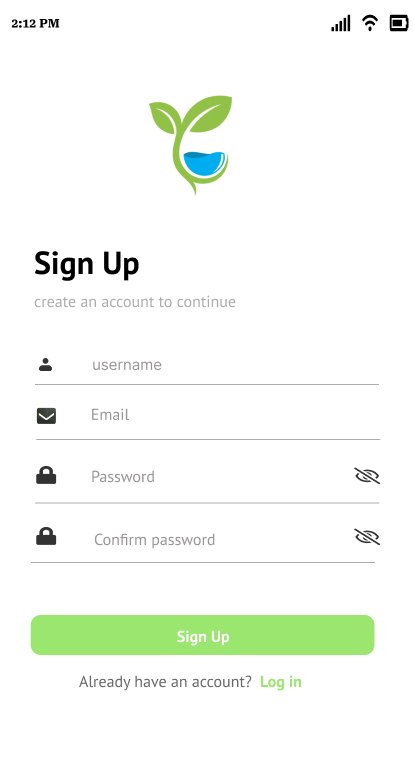 2:12 PM
Sign Up
create an account to continue
username
Email
Password
Confirm password
Sign Up
Already have an account? Log in